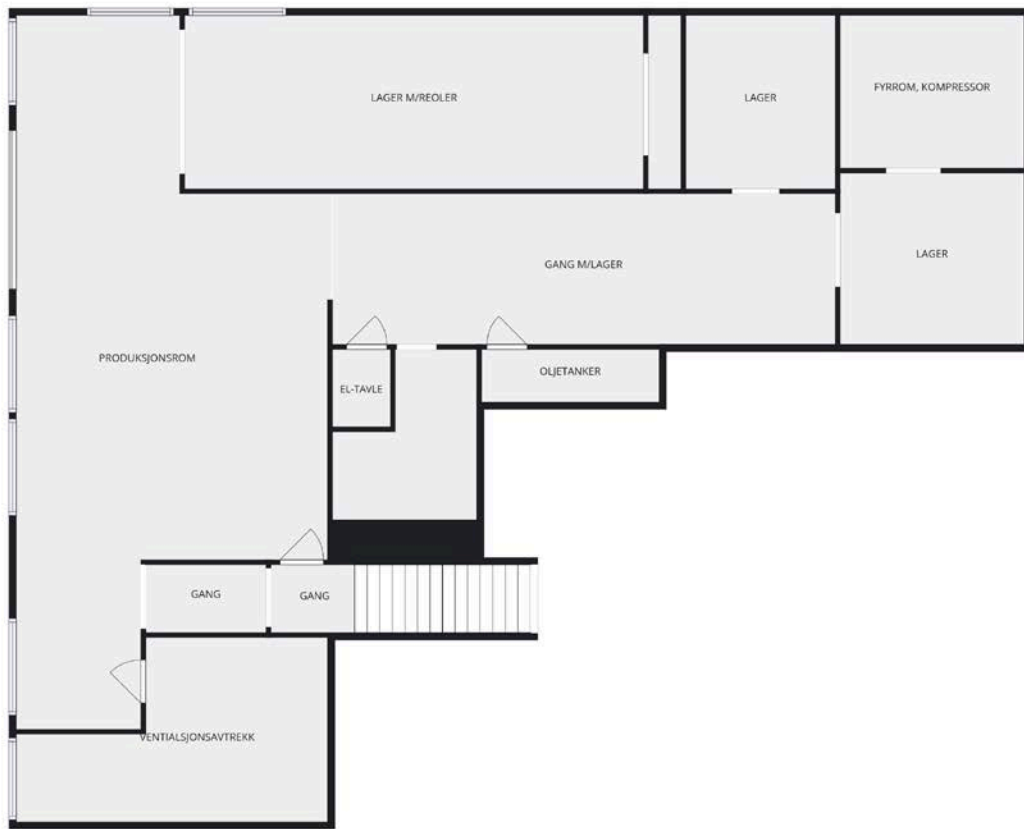 LAGER M/REOLER
LAGER
FYRROM, KOMPRESSOR
GANG M/LAGER
LAGER
PRODUKSJONSROM
EL-TAVLE
OLJETANKER
GANG
GANG
VENTIALSJONSAVTREKK